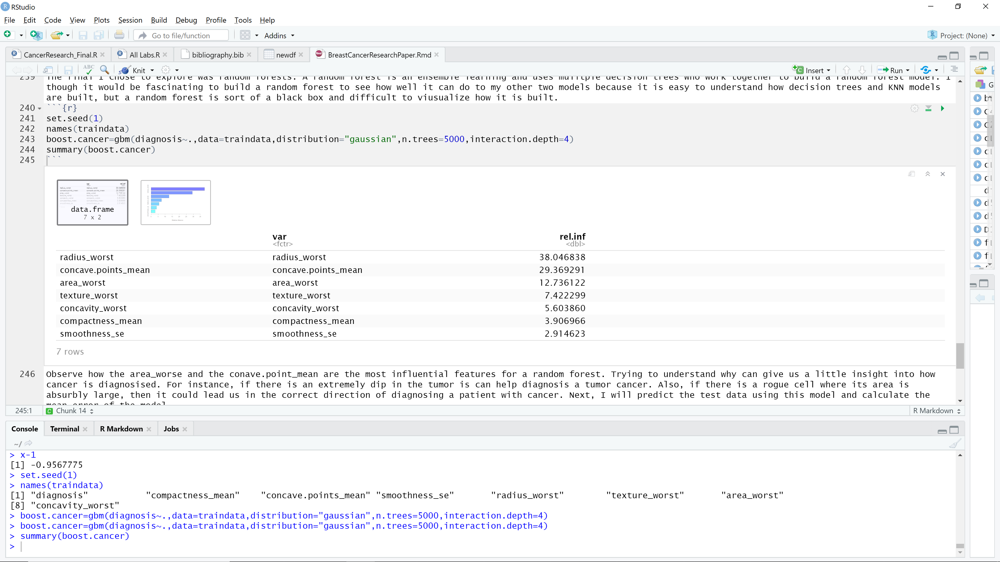 RStudio
File Edit Code View Plots Session Build Debug Profile Tools Help
Go to file/function Addins Project: (None)
CancerResearch_Final.R All Labs.R bibliography.bib newdf BreastCancerResearchPaper.Rmd
ABC Knit Insert Run
239 The final I chose to explore was random forests. A random forest is an ensemble learning and uses mulitple decision trees who work together to build a random forest model. I
though it would be fascinating to build a random forest to see how well it can do to my other two models because it is easy to understand how decision trees and KNN models
are built, but a random forest is sort of a black box and difficult to viusualize how it is built.
240 ```{r}
241 set.seed(1)
242 names(traindata)
243 boost.cancer=gbm(diagnosis~.,data=traindata,distribution="gaussian",n.trees=5000,interaction.depth=4)
244 summary(boost.cancer)
245 ```
data.frame
7 x 2
var rel.inf
<fctr> <dbl>
radius_worst radius_worst 38.046838
concave.points_mean concave.points_mean 29.369291
area_worst area_worst 12.736122
texture_worst texture_worst 7.422299
concavity_worst concavity_worst 5.603860
compactness_mean compactness_mean 3.906966
smoothness_se smoothness_se 2.914623
7 rows
246 Observe how the area_worse and the conave.point_mean are the most influential features for a random forest. Trying to understand why can give us a little insight into how
cancer is diagnosised. For instance, if there is an extremely dip in the tumor is can help diagnosis a tumor cancer. Also, if there is a rogue cell where its area is
absurbly large, then it could lead us in the correct direction of diagnosing a patient with cancer. Next, I will predict the test data using this model and calculate the
mean error of the model
245:1 Chunk 14 R Markdown
Console Terminal R Markdown Jobs
~/
> x-1
[1] -0.9567775
> set.seed(1)
> names(traindata)
[1] "diagnosis" "compactness_mean" "concave.points_mean" "smoothness_se" "radius_worst" "texture_worst" "area_worst"
[8] "concavity_worst"
> boost.cancer=gbm(diagnosis~.,data=traindata,distribution="gaussian",n.trees=5000,interaction.depth=4)
> boost.cancer=gbm(diagnosis~.,data=traindata,distribution="gaussian",n.trees=5000,interaction.depth=4)
> summary(boost.cancer)
>